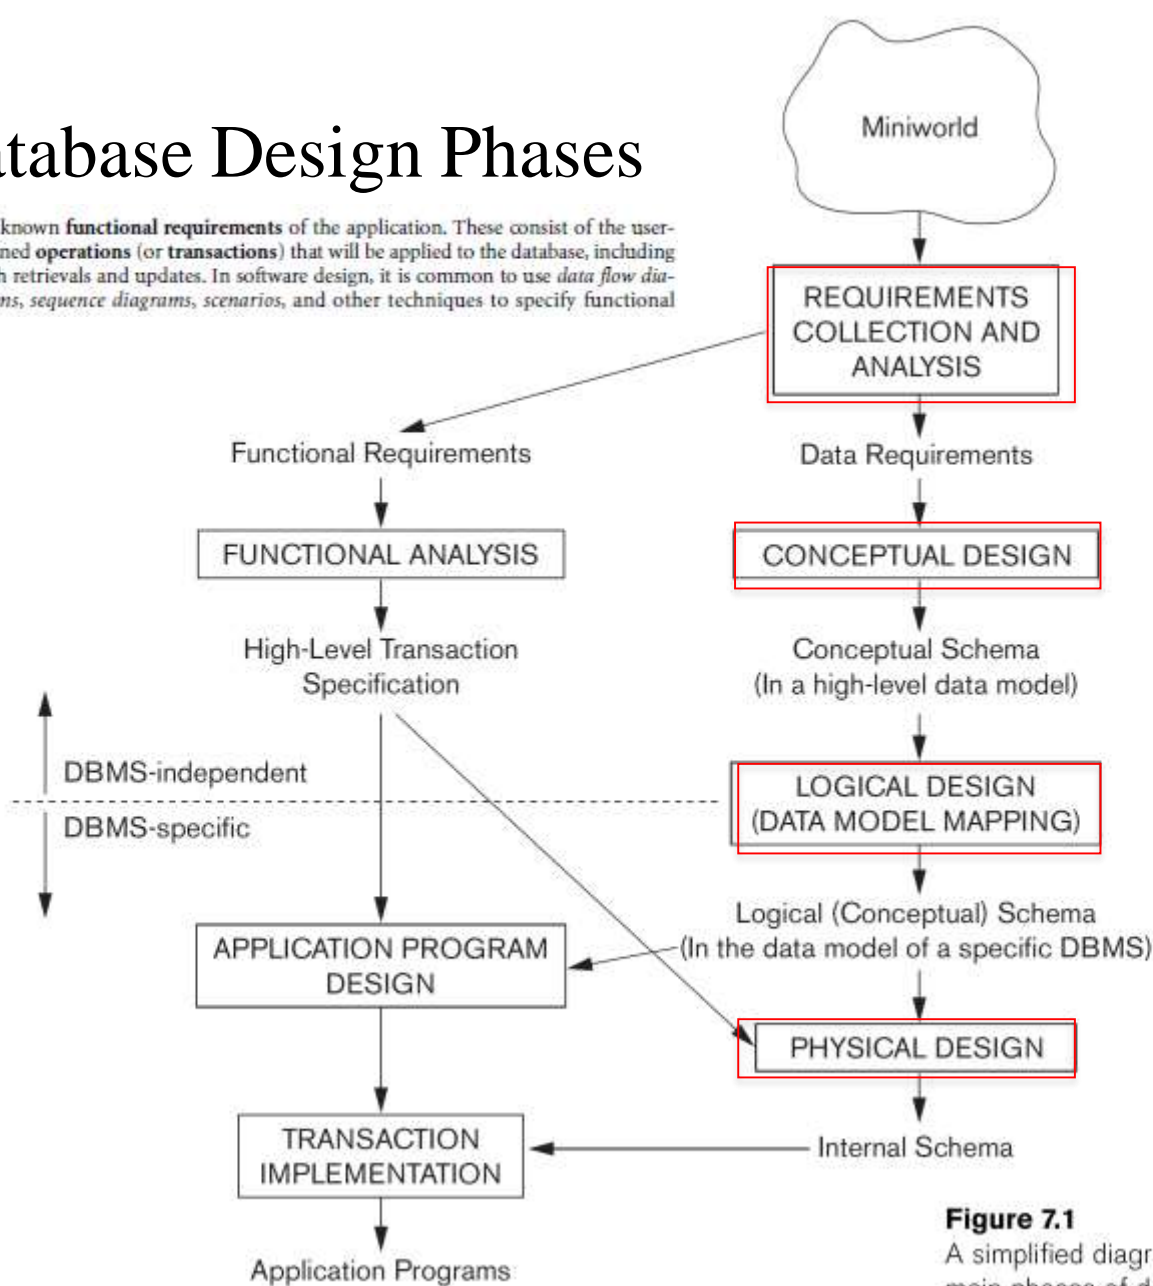 atabase Design Phases
known functional requirements of the application. These consist of the user-
ned operations (or transactions) that will be applied to the database, including
h retrievals and updates. In software design, it is common to use data flow dia-
ns, sequence diagrams, scenarios, and other techniques to specify functional
Miniworld
REQUIREMENTS
COLLECTION AND
ANALYSIS
Functional Requirements
Data Requirements
FUNCTIONAL ANALYSIS
CONCEPTUAL DESIGN
High-Level Transaction
Specification
Conceptual Schema
(In a high-level data model)
DBMS-independent
DBMS-specific
LOGICAL DESIGN
(DATA MODEL MAPPING)
Logical (Conceptual) Schema
(In the data model of a specific DBMS)
APPLICATION PROGRAM
DESIGN
PHYSICAL DESIGN
TRANSACTION
IMPLEMENTATION
Internal Schema
Application Programs
Figure 7.1
A simplified diagr
main phases of d